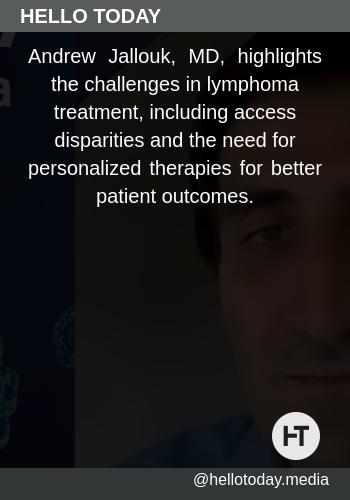 HELLO TODAY
Andrew Jallouk, MD, highlights
the challenges in lymphoma
treatment, including access
disparities and the need for
personalized therapies for better
patient outcomes.
HT
@hellotoday.media